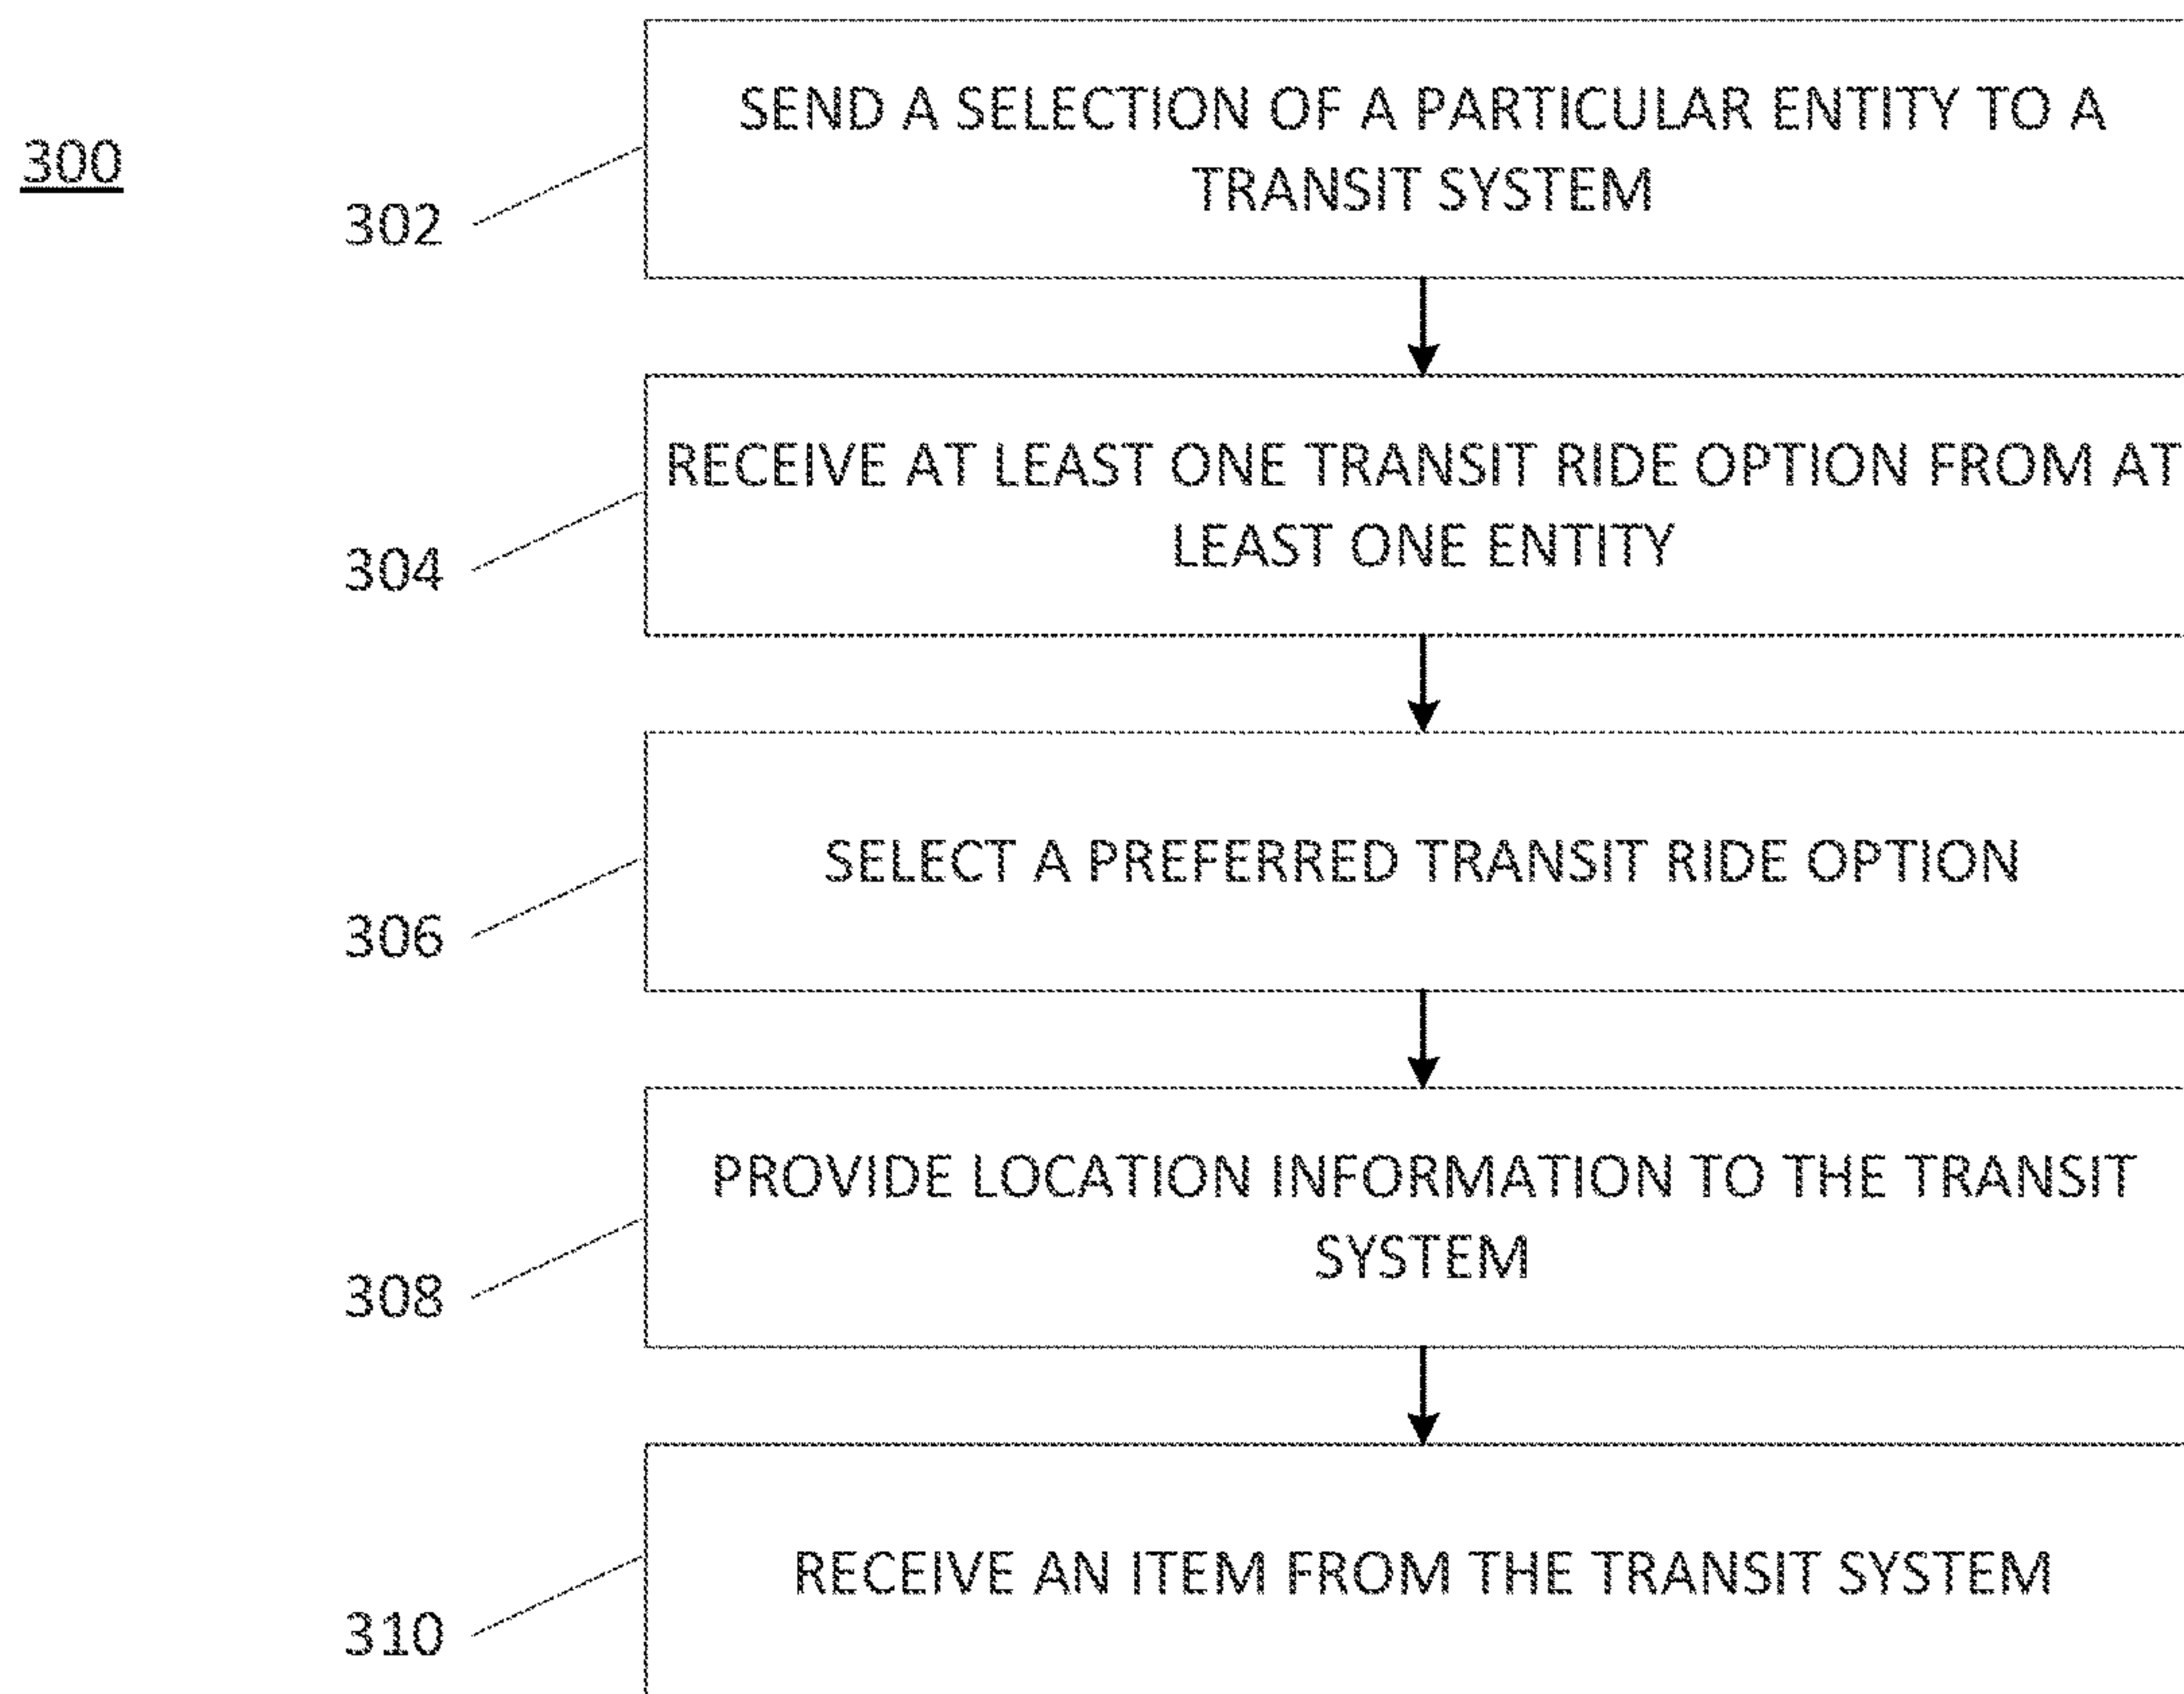 300
302
SEND A SELECTION OF A PARTICULAR ENTITY TO A
TRANSIT SYSTEM
304
RECEIVE AT LEAST ONE TRANSIT RIDE OPTION FROM AT
LEAST ONE ENTITY
306
SELECT A PREFERRED TRANSIT RIDE OPTION
308
PROVIDE LOCATION INFORMATION TO THE TRANSIT
SYSTEM
310
RECEIVE AN ITEM FROM THE TRANSIT SYSTEM